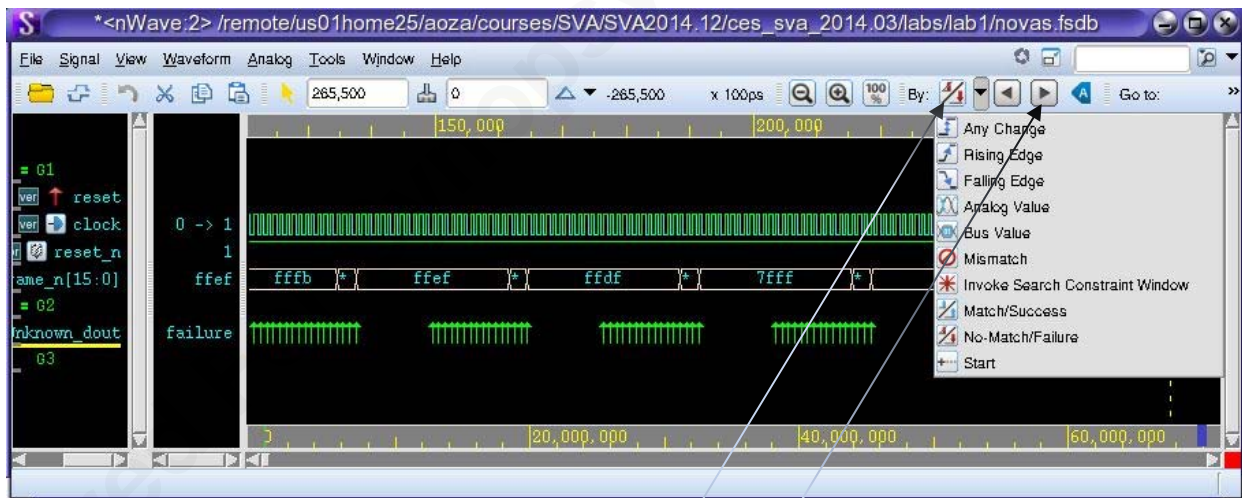 *<nWave:2> /remote/us01home25/aoza/courses/SVA/SVA2014.12/ces_sva_2014.03/labs/lab1/novas.fsdb
File Signal View Waveform Analog Tools Window Help
265,500 0 -265,500 x 100ps 100% By: Go to: »
150,000 200,000
= G1
ver reset
ver clock 0 -> 1
reset_n 1
ame_n[15:0] ffef fffb * ffef * ffdf * 7fff *
= G2
nknown_dout failure
G3
Any Change
Rising Edge
Falling Edge
Analog Value
Bus Value
Mismatch
Invoke Search Constraint Window
Match/Success
No-Match/Failure
Start
20,000,000 40,000,000 60,000,000